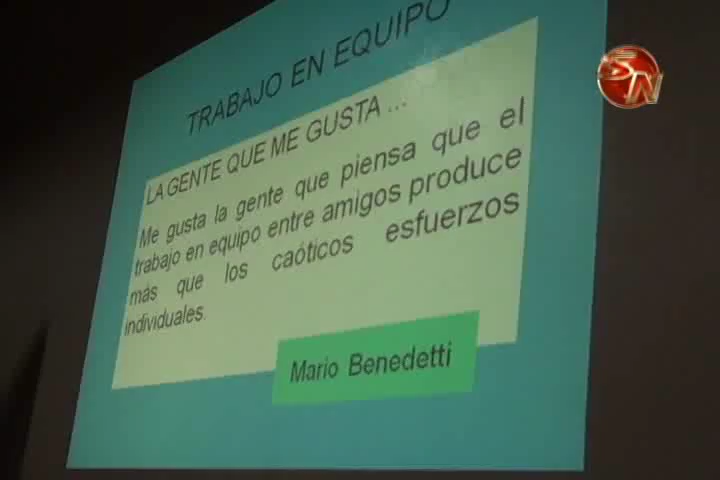 TRABAJO EN EQUIPO
LA GENTE QUE ME GUSTA ...
Me gusta la gente que piensa que el
trabajo en equipo entre amigos produce
más que los caóticos esfuerzos
individuales.
Mario Benedetti
SN